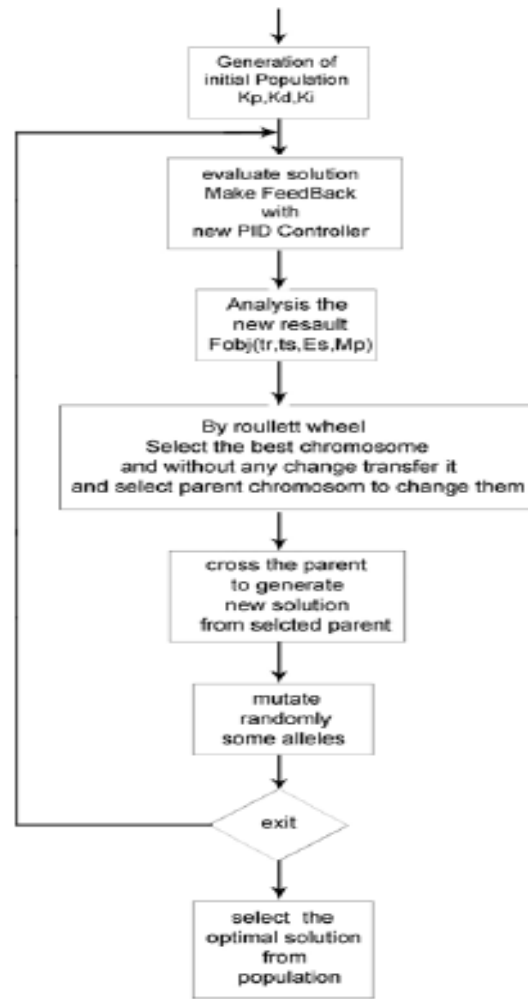 Generation of
initial Population
Kp,Kd,Ki
evaluate solution
Make FeedBack
with
new PID Controller
Analysis the
new resault
Fobj(tr,ts,Es,Mp)
By roullett wheel
Select the best chromosome
and without any change transfer it
and select parent chromosom to change them
cross the parent
to generate
new solution
from selcted parent
mutate
randomly
some alleles
exit
select the
optimal solution
from
population